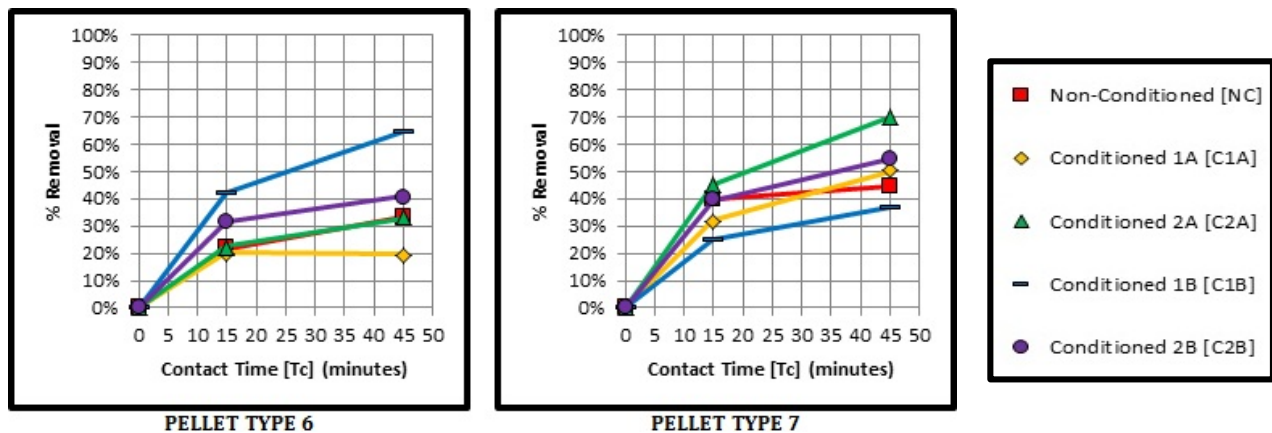 100%
90%
80%
70%
60%
50%
40%
30%
20%
10%
0%
% Removal
0 5 10 15 20 25 30 35 40 45 50
Contact Time [Tc] (minutes)
PELLET TYPE 6
100%
90%
80%
70%
60%
50%
40%
30%
20%
10%
0%
% Removal
0 5 10 15 20 25 30 35 40 45 50
Contact Time [Tc] (minutes)
PELLET TYPE 7
Non-Conditioned [NC]
Conditioned 1A [C1A]
Conditioned 2A [C2A]
Conditioned 1B [C1B]
Conditioned 2B [C2B]